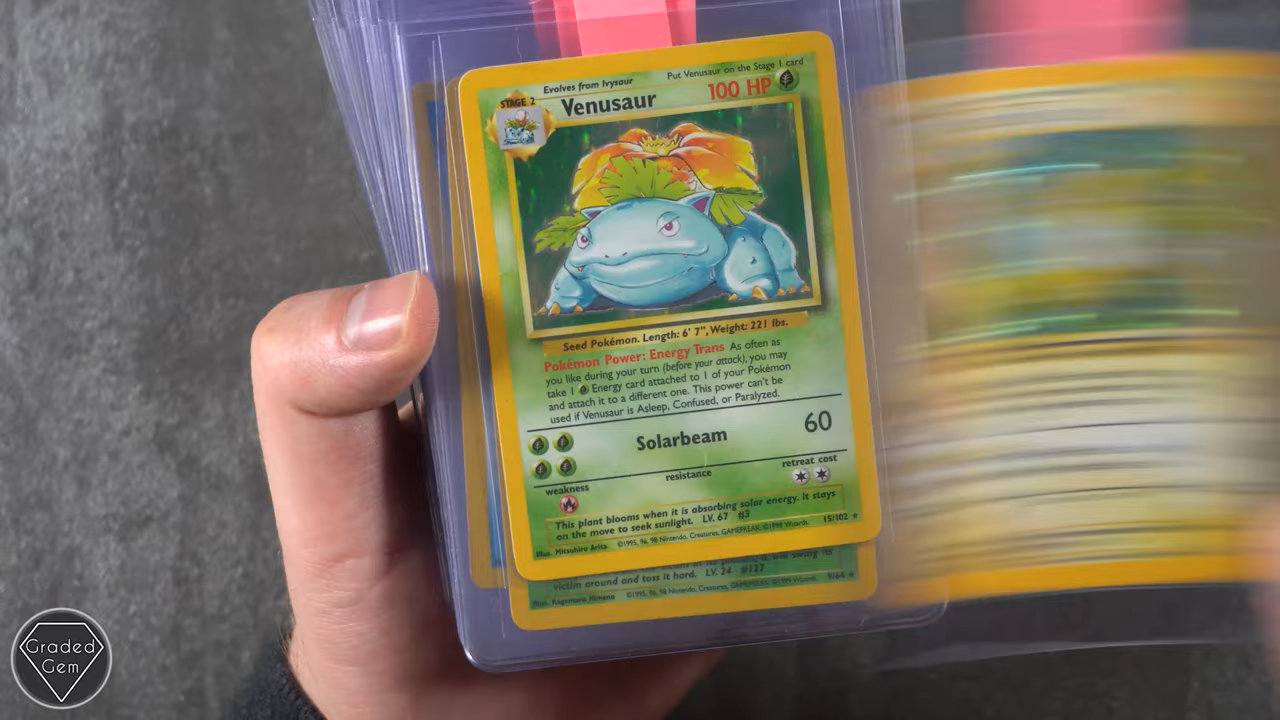 Evolves from Ivysaur
Put Venusaur on the Stage 1 card
STAGE 2
Venusaur
100 HP
Seed Pokémon. Length: 6' 7", Weight: 221 lbs.
Pokémon Power: Energy Trans As often as
you like during your turn (before your attack), you may
take 1 Energy card attached to 1 of your Pokémon
and attach it to a different one. This power can't be
used if Venusaur is Asleep, Confused, or Paralyzed.
Solarbeam
60
weakness
resistance
retreat cost
This plant blooms when it is absorbing solar energy. It stays
on the move to seek sunlight. LV. 67 #3
Illus. Mitsuhiro Arita
©1995, 96, 98 Nintendo, Creatures, GAMEFREAK. ©1999 Wizards.
15/102
swing its
victim around and toss it hard. LV. 24 #127
Illus. Kagemaru Himeno
©1995, 96, 98 Nintendo, Creatures, GAMEFREAK. ©1999 Wizards.
9/64
Graded
Gem